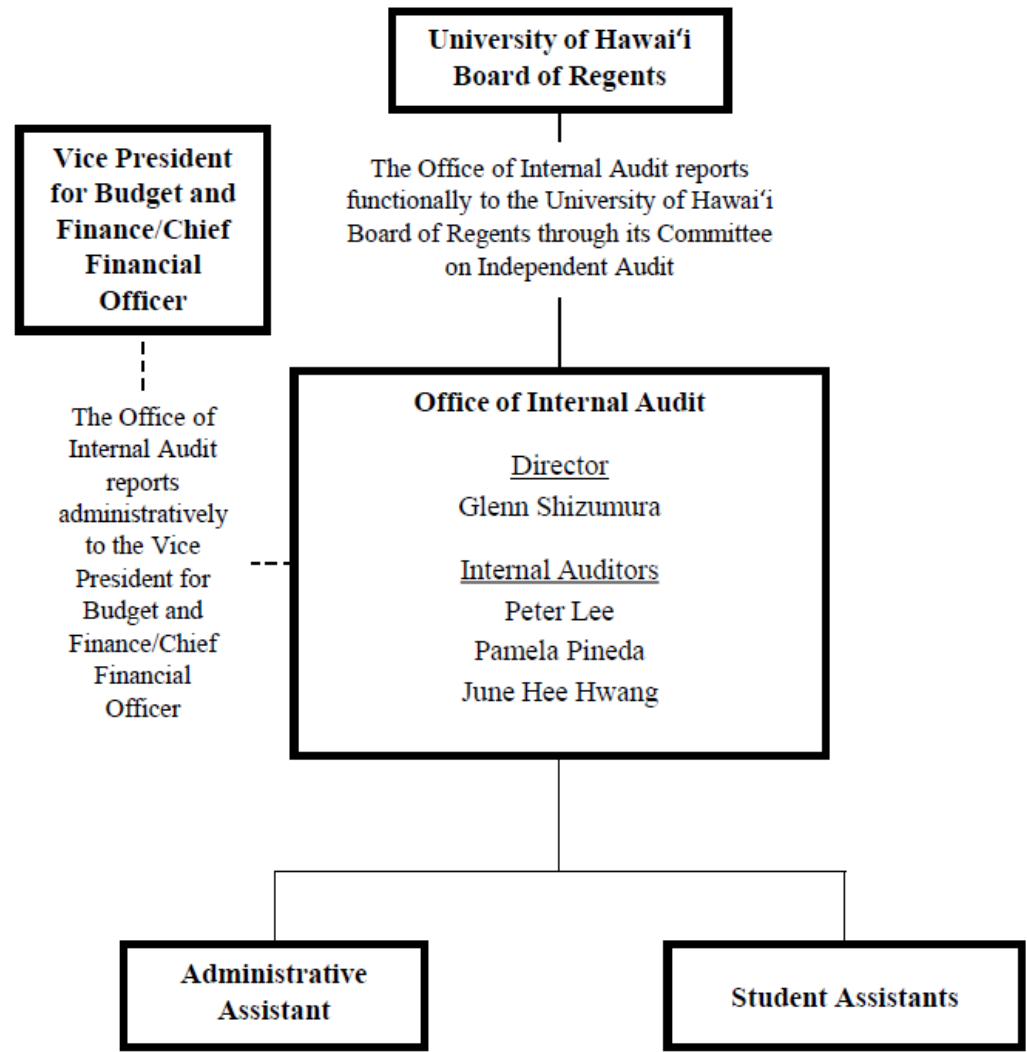 University of Hawaiʻi
Board of Regents
Vice President
for Budget and
Finance/Chief
Financial
Officer
The Office of Internal Audit reports
functionally to the University of Hawaiʻi
Board of Regents through its Committee
on Independent Audit
The Office of
Internal Audit
reports
administratively
to the Vice
President for
Budget and
Finance/Chief
Financial
Officer
Office of Internal Audit
Director
Glenn Shizumura
Internal Auditors
Peter Lee
Pamela Pineda
June Hee Hwang
Administrative
Assistant
Student Assistants